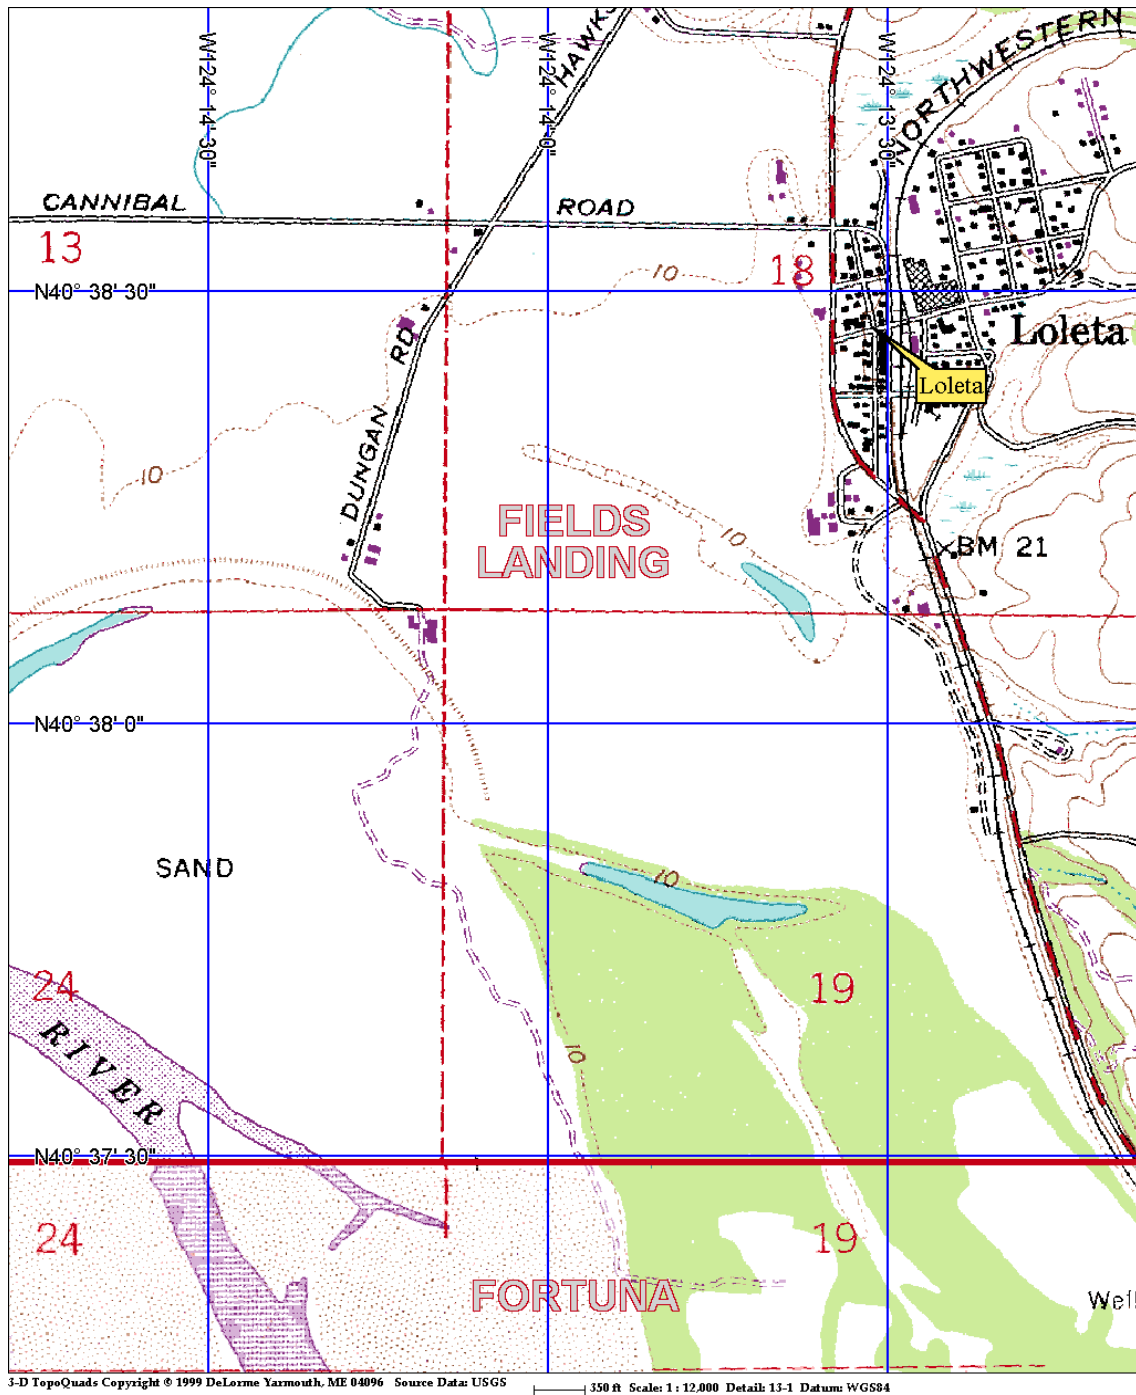 W124° 14' 30"
W124° 14' 0"
W124° 13' 30"
HAWKS
NORTHWESTERN
CANNIBAL ROAD
13
18
10
N40° 38' 30"
Loleta
Loleta
DUNGAN RD
10
FIELDS
LANDING
10
BM 21
N40° 38' 0"
SAND
10
24
19
RIVER
10
N40° 37' 30"
24
19
FORTUNA
Well
3-D TopoQuads Copyright © 1999 DeLorme Yarmouth, ME 04096 Source Data: USGS
350 ft Scale: 1 : 12,000 Detail: 13-1 Datum: WGS84